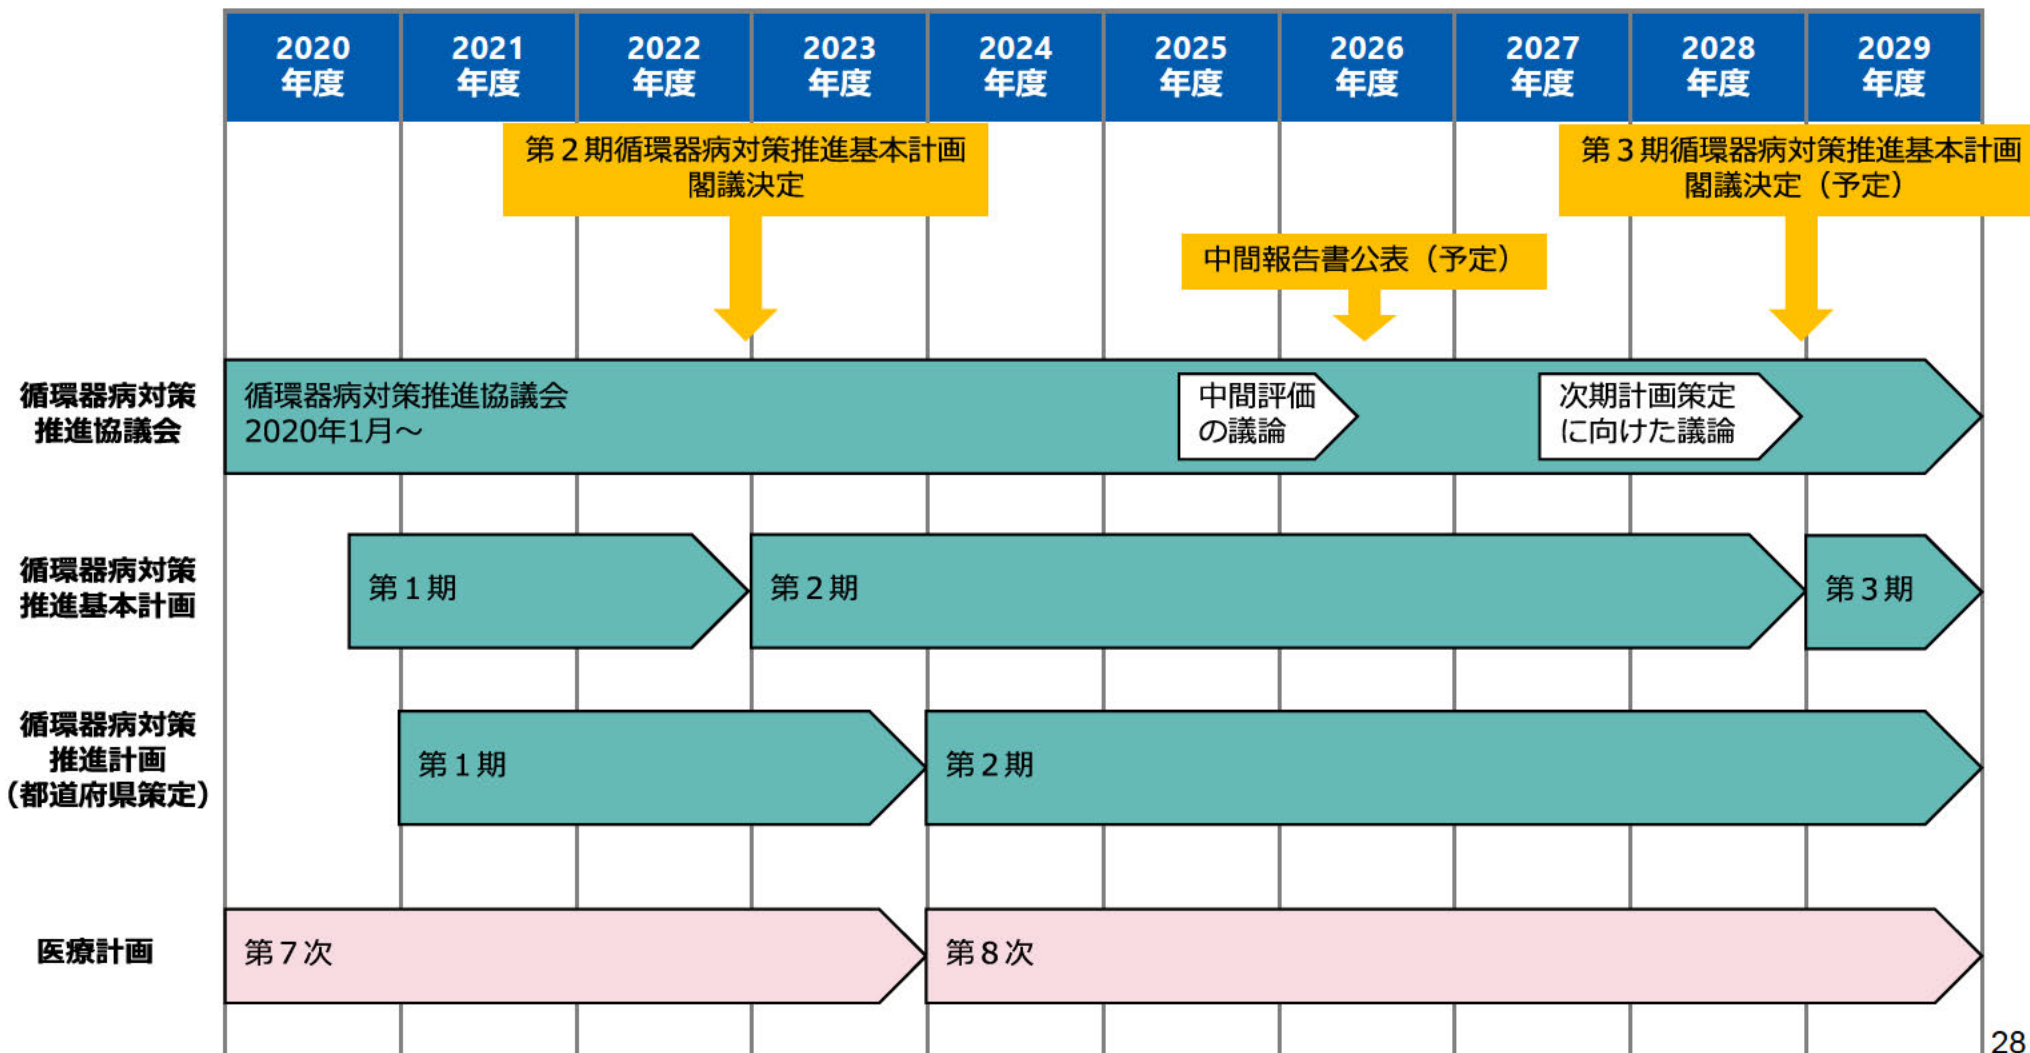 2020
年度
2021
年度
2022
年度
2023
年度
2024
年度
2025
年度
2026
年度
2027
年度
2028
年度
2029
年度
第2期循環器病対策推進基本計画
閣議決定
第3期循環器病対策推進基本計画
閣議決定（予定）
中間報告書公表（予定）
循環器病対策
推進協議会
循環器病対策推進協議会
2020年1月～
中間評価
の議論
次期計画策定
に向けた議論
循環器病対策
推進基本計画
第1期
第2期
第3期
循環器病対策
推進計画
（都道府県策定）
第1期
第2期
医療計画
第7次
第8次
28